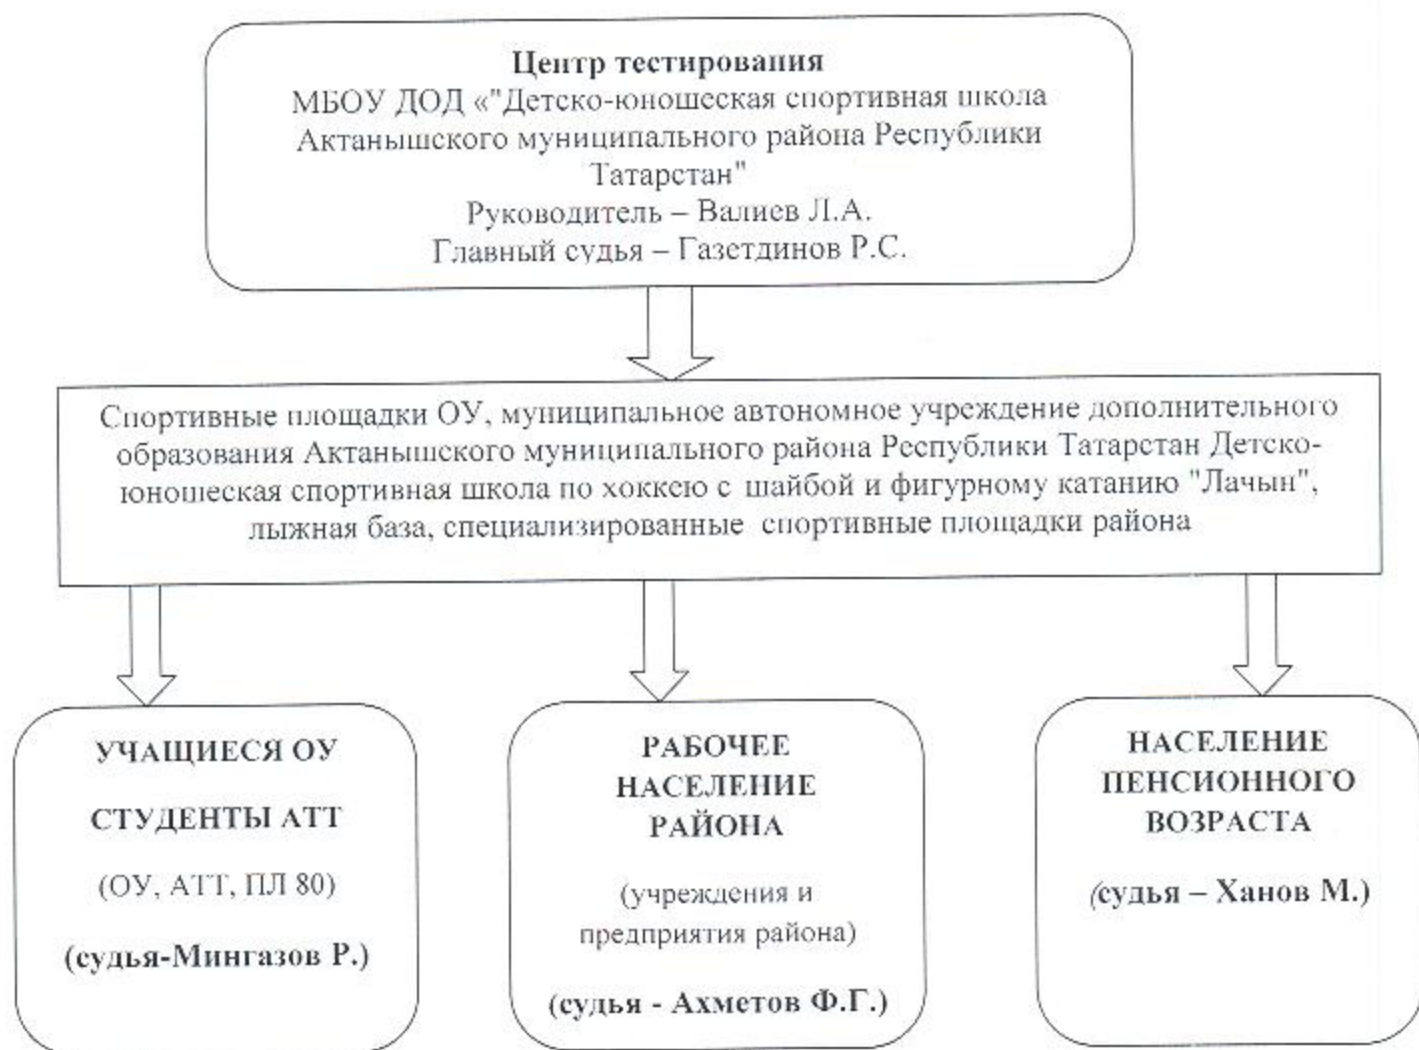 Центр тестирования
МБОУ ДОД «"Детско-юношеская спортивная школа
Актанышского муниципального района Республики
Татарстан"
Руководитель – Валиев Л.А.
Главный судья – Газетдинов Р.С.
Спортивные площадки ОУ, муниципальное автономное учреждение дополнительного
образования Актанышского муниципального района Республики Татарстан Детско-
юношеская спортивная школа по хоккею с шайбой и фигурному катанию "Лачын",
лыжная база, специализированные спортивные площадки района
УЧАЩИЕСЯ ОУ
СТУДЕНТЫ АТТ
(ОУ, АТТ, ПЛ 80)
(судья-Мингазов Р.)
РАБОЧЕЕ
НАСЕЛЕНИЕ
РАЙОНА
(учреждения и
предприятия района)
(судья - Ахметов Ф.Г.)
НАСЕЛЕНИЕ
ПЕНСИОННОГО
ВОЗРАСТА
(судья – Ханов М.)